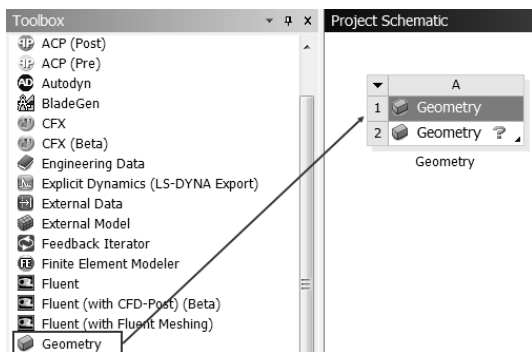 Toolbox
ACP (Post)
ACP (Pre)
Autodyn
BladeGen
CFX
CFX (Beta)
Engineering Data
Explicit Dynamics (LS-DYNA Export)
External Data
External Model
Feedback Iterator
Finite Element Modeler
Fluent
Fluent (with CFD-Post) (Beta)
Fluent (with Fluent Meshing)
Geometry
Project Schematic
A
1 Geometry
2 Geometry ?
Geometry